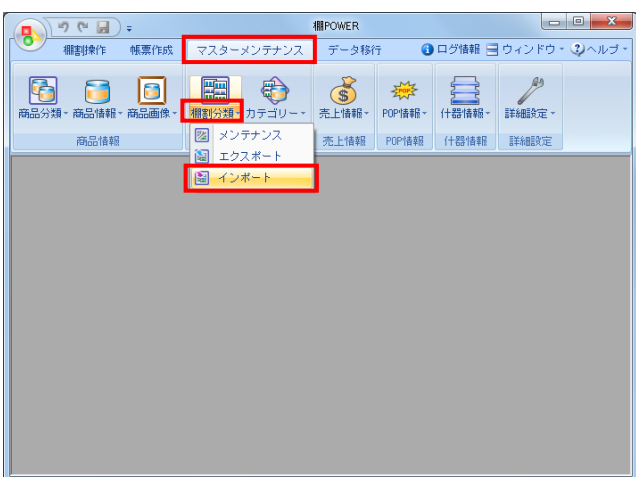 棚POWER
棚割操作 帳票作成 マスターメンテナンス データ移行 ログ情報 ウィンドウ ヘルプ
商品分類 商品情報 商品画像 棚割分類 カテゴリー 売上情報 POP情報 什器情報 詳細設定
商品情報 売上情報 POP情報 什器情報 詳細設定
メンテナンス
エクスポート
インポート